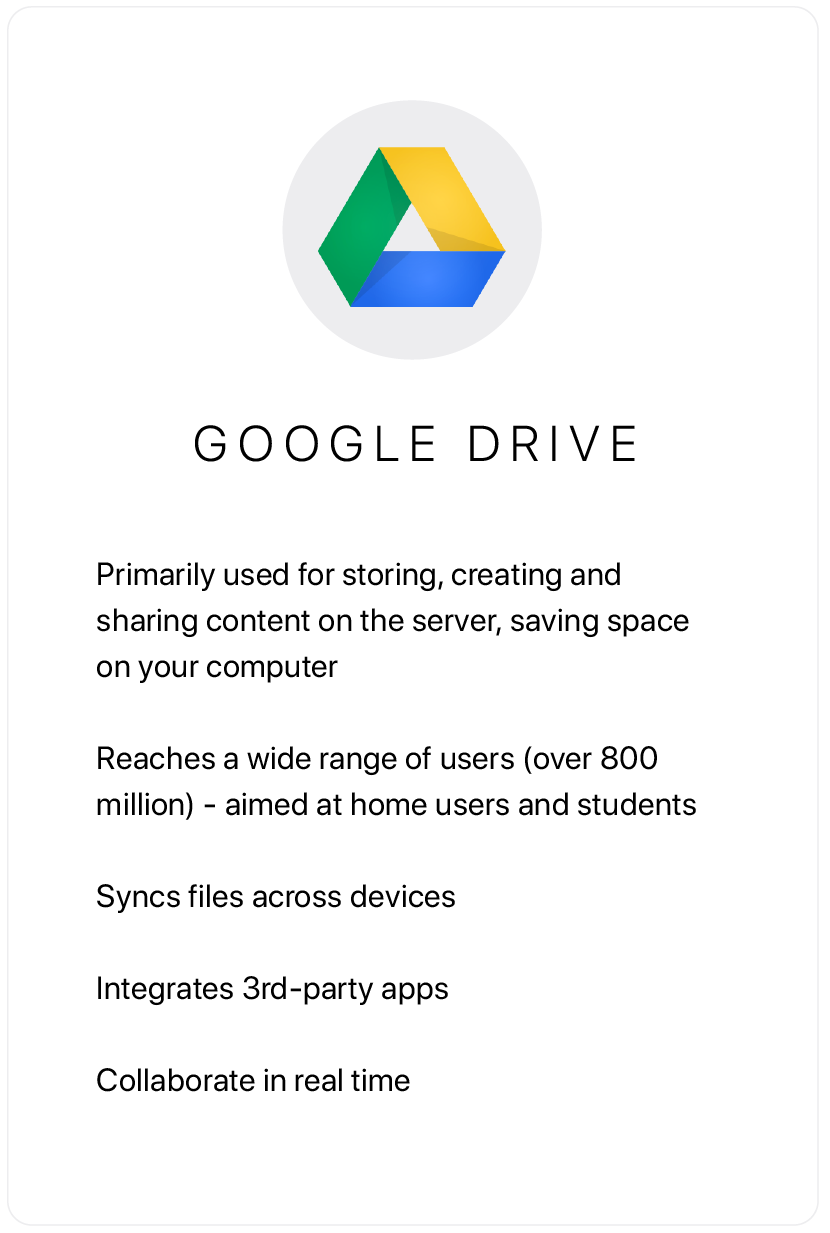 GOOGLE DRIVE
Primarily used for storing, creating and
sharing content on the server, saving space
on your computer
Reaches a wide range of users (over 800
million) - aimed at home users and students
Syncs files across devices
Integrates 3rd-party apps
Collaborate in real time